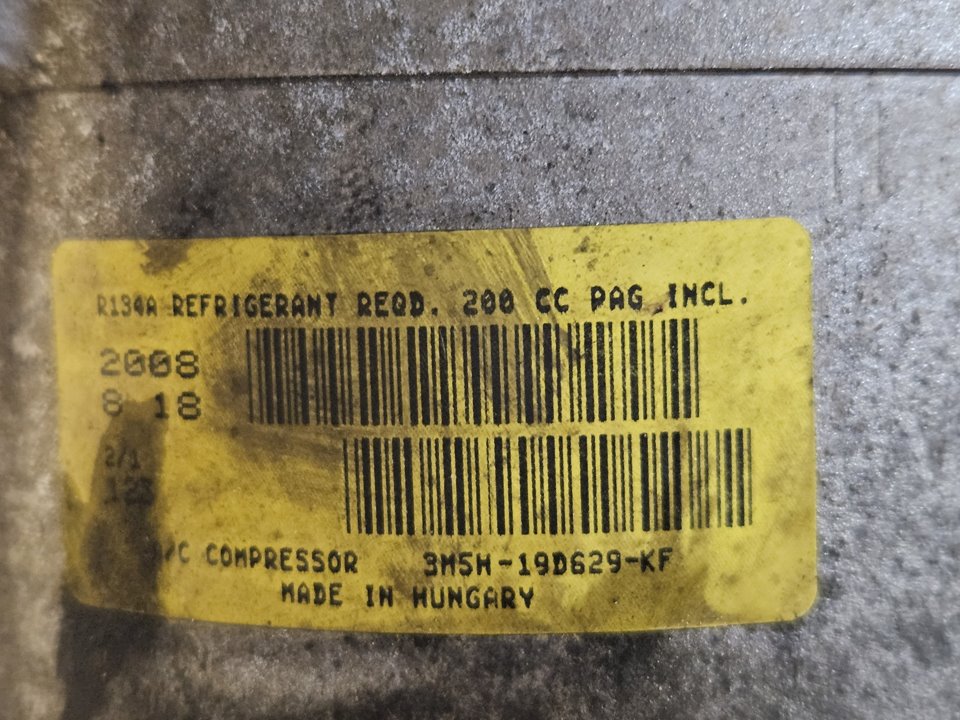 R134A REFRIGERANT REQD. 200 CC PAG INCL.
2008
8 18
2/1
A/C COMPRESSOR 3M5H-19D629-KF
MADE IN HUNGARY